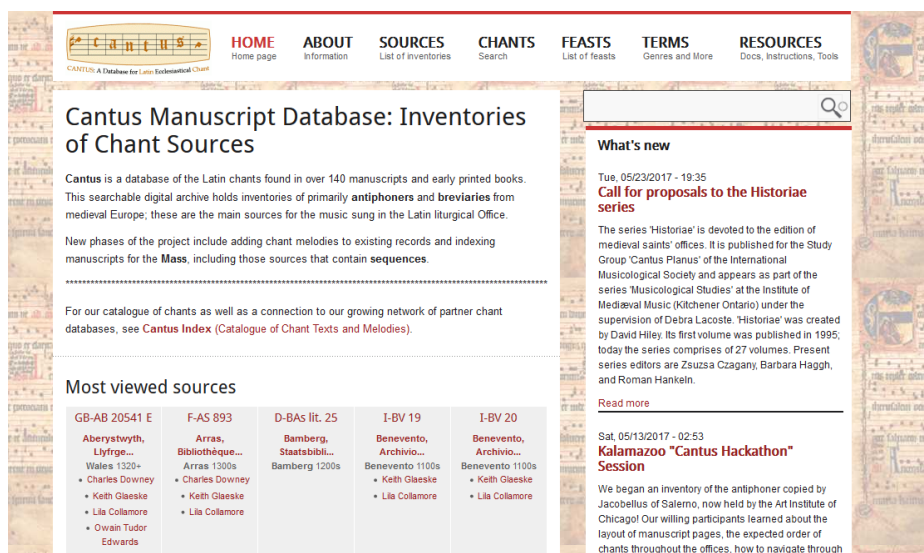 cantus
CANTUS: A Database for Latin Ecclesiastical Chant
HOME
Home page
ABOUT
Information
SOURCES
List of inventories
CHANTS
Search
FEASTS
List of feasts
TERMS
Genres and More
RESOURCES
Docs, Instructions, Tools
Cantus Manuscript Database: Inventories
of Chant Sources
Cantus is a database of the Latin chants found in over 140 manuscripts and early printed books.
This searchable digital archive holds inventories of primarily antiphoners and breviaries from
medieval Europe; these are the main sources for the music sung in the Latin liturgical Office.
New phases of the project include adding chant melodies to existing records and indexing
manuscripts for the Mass, including those sources that contain sequences.
For our catalogue of chants as well as a connection to our growing network of partner chant
databases, see Cantus Index (Catalogue of Chant Texts and Melodies).
Most viewed sources
GB-AB 20541 E
Aberystwyth,
Llyfrge...
Wales 1320+
• Charles Downey
• Keith Glaeske
• Lila Collamore
• Owain Tudor
Edwards
F-AS 893
Arras,
Bibliothèque...
Arras 1300s
• Charles Downey
• Keith Glaeske
• Lila Collamore
D-BAs lit. 25
Bamberg,
Staatsbibli...
Bamberg 1200s
I-BV 19
Benevento,
Archivio...
Benevento 1100s
• Keith Glaeske
• Lila Collamore
I-BV 20
Benevento,
Archivio...
Benevento 1100s
• Keith Glaeske
• Lila Collamore
What's new
Tue, 05/23/2017 - 19:35
Call for proposals to the Historiae
series
The series 'Historiae' is devoted to the edition of
medieval saints' offices. It is published for the Study
Group 'Cantus Planus' of the International
Musicological Society and appears as part of the
series 'Musicological Studies' at the Institute of
Mediæval Music (Kitchener Ontario) under the
supervision of Debra Lacoste. 'Historiae' was created
by David Hiley. Its first volume was published in 1995;
today the series comprises of 27 volumes. Present
series editors are Zsuzsa Czagany, Barbara Haggh,
and Roman Hankeln.
Read more
Sat, 05/13/2017 - 02:53
Kalamazoo "Cantus Hackathon"
Session
We began an inventory of the antiphoner copied by
Jacobellus of Salerno, now held by the Art Institute of
Chicago! Our willing participants learned about the
layout of manuscript pages, the expected order of
chants throughout the offices, how to navigate through